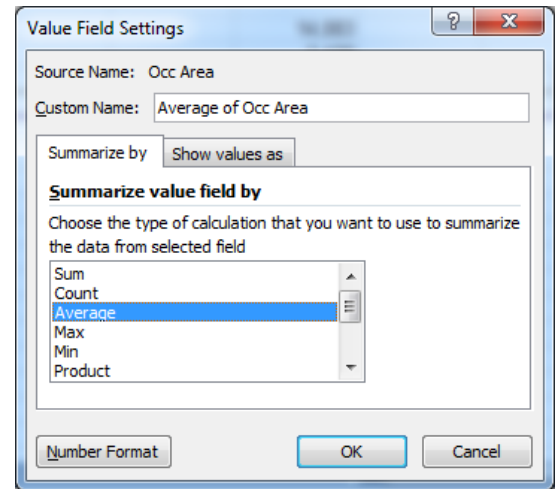 Value Field Settings
Source Name: Occ Area
Custom Name: Average of Occ Area
Summarize by Show values as
Summarize value field by
Choose the type of calculation that you want to use to summarize
the data from selected field
Sum
Count
Average
Max
Min
Product
Number Format OK Cancel